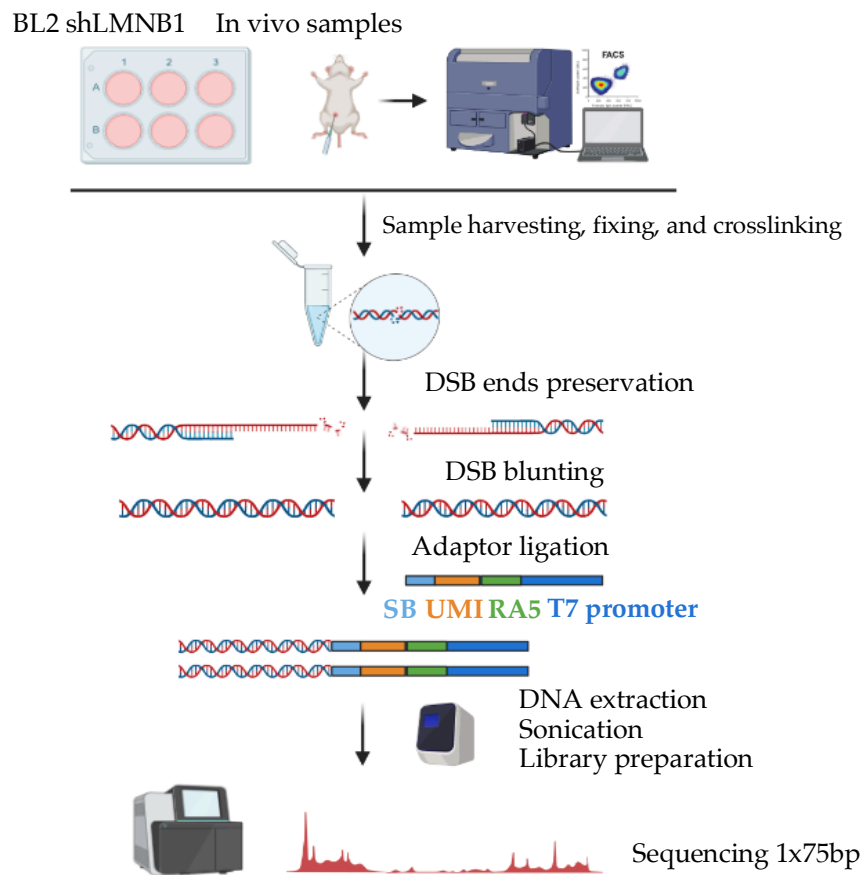 BL2 shLMNB1 In vivo samples
1 2 3
A
B
FACS
Sample harvesting, fixing, and crosslinking
DSB ends preservation
DSB blunting
Adaptor ligation
SB UMI RA5 T7 promoter
DNA extraction
Sonication
Library preparation
Sequencing 1x75bp